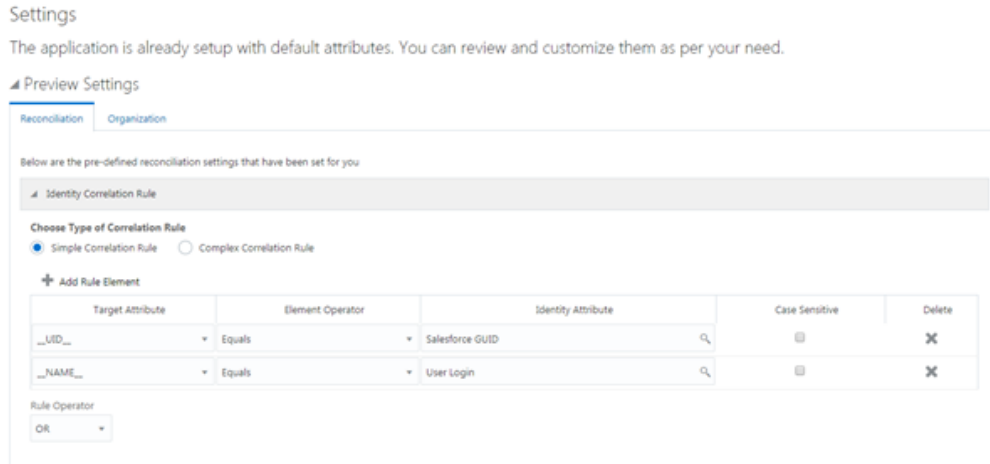 Settings
The application is already setup with default attributes. You can review and customize them as per your need.
Preview Settings
Reconciliation Organization
Below are the pre-defined reconciliation settings that have been set for you
Identity Correlation Rule
Choose Type of Correlation Rule
Simple Correlation Rule Complex Correlation Rule
Add Rule Element
Target Attribute Element Operator Identity Attribute Case Sensitive Delete
__UID__ Equals Salesforce GUID
__NAME__ Equals User Login
Rule Operator
OR